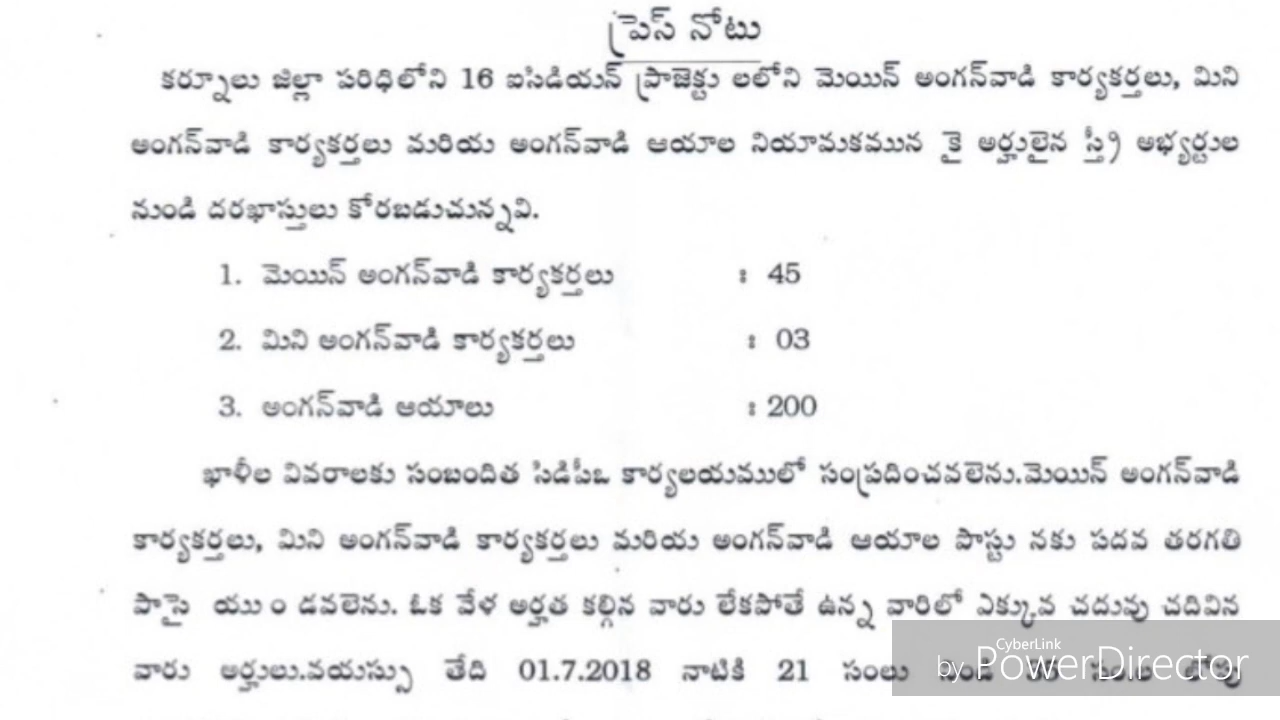 ప్రెస్ నోటు
కర్నూలు జిల్లా పరిధిలోని 16 ఐసిడియస్ ప్రాజెక్టు లలోని మెయిన్ అంగన్‌వాడి కార్యకర్తలు, మిని
అంగన్‌వాడి కార్యకర్తలు మరియ అంగన్‌వాడి ఆయాల నియామకమున కై అర్హులైన స్త్రీ అభ్యర్టుల
నుండి దరఖాస్తులు కోరబడుచున్నవి.
1. మెయిన్ అంగన్‌వాడి కార్యకర్తలు : 45
2. మిని అంగన్‌వాడి కార్యకర్తలు : 03
3. అంగన్‌వాడి ఆయాలు : 200
ఖాళీల వివరాలకు సంబందిత సిడిపీఒ కార్యలయములో సంప్రదించవలెను.మెయిన్ అంగన్‌వాడి
కార్యకర్తలు, మిని అంగన్‌వాడి కార్యకర్తలు మరియ అంగన్‌వాడి ఆయాల పొస్టు నకు పదవ తరగతి
పాసై యు ం డవలెను. ఓక వేళ అర్హత కల్గిన వారు లేకపోతే ఉన్న వారిలో ఎక్కువ చదువు చదివిన
వారు అర్హులు.వయస్సు తేది 01.7.2018 నాటికి 21 సంలు
CyberLink
by PowerDirector